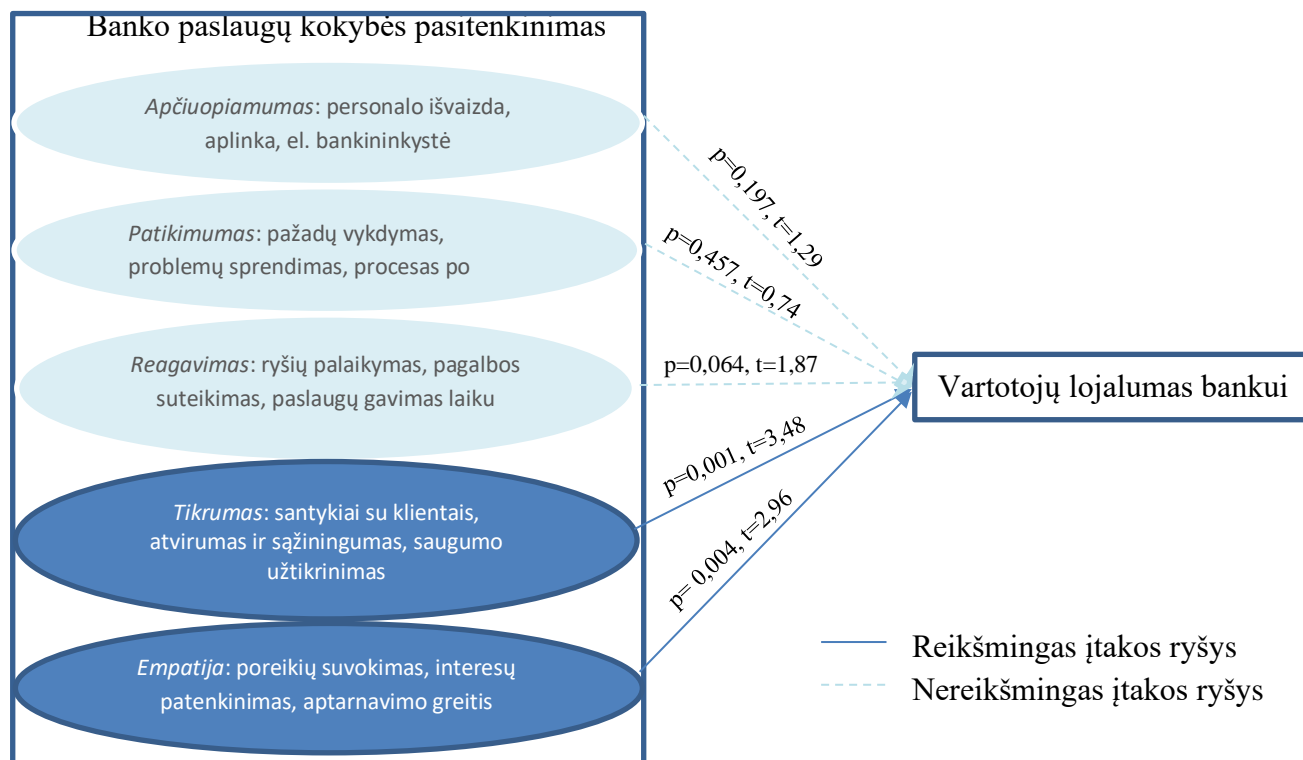 Banko paslaugų kokybės pasitenkinimas
Apčiuopiamumas: personalo išvaizda,
aplinka, el. bankininkystė
Patikimumas: pažadų vykdymas,
problemų sprendimas, procesas po
Reagavimas: ryšių palaikymas, pagalbos
suteikimas, paslaugų gavimas laiku
Tikrumas: santykiai su klientais,
atvirumas ir sąžiningumas, saugumo
užtikrinimas
Empatija: poreikių suvokimas, interesų
patenkinimas, aptarnavimo greitis
p=0,197, t=1,29
p=0,457, t=0,74
p=0,064, t=1,87
p=0,001, t=3,48
p= 0,004, t=2,96
Vartotojų lojalumas bankui
Reikšmingas įtakos ryšys
Nereikšmingas įtakos ryšys